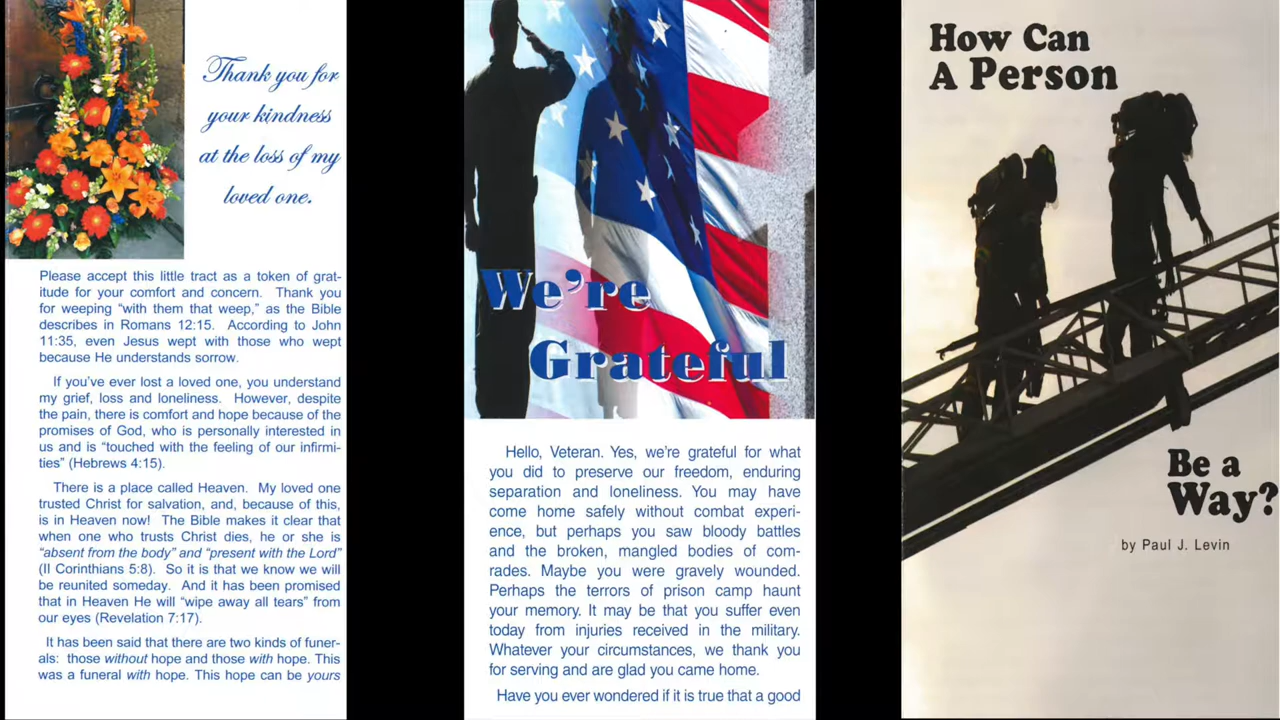 Thank you for
your kindness
at the loss of my
loved one.
Please accept this little tract as a token of grat-
itude for your comfort and concern. Thank you
for weeping “with them that weep,” as the Bible
describes in Romans 12:15. According to John
11:35, even Jesus wept with those who wept
because He understands sorrow.
If you’ve ever lost a loved one, you understand
my grief, loss and loneliness. However, despite
the pain, there is comfort and hope because of the
promises of God, who is personally interested in
us and is “touched with the feeling of our infirmi-
ties” (Hebrews 4:15).
There is a place called Heaven. My loved one
trusted Christ for salvation, and, because of this,
is in Heaven now! The Bible makes it clear that
when one who trusts Christ dies, he or she is
“absent from the body” and “present with the Lord”
(II Corinthians 5:8). So it is that we know we will
be reunited someday. And it has been promised
that in Heaven He will “wipe away all tears” from
our eyes (Revelation 7:17).
It has been said that there are two kinds of funer-
als: those without hope and those with hope. This
was a funeral with hope. This hope can be yours
We’re
Grateful
Hello, Veteran. Yes, we’re grateful for what
you did to preserve our freedom, enduring
separation and loneliness. You may have
come home safely without combat experi-
ence, but perhaps you saw bloody battles
and the broken, mangled bodies of com-
rades. Maybe you were gravely wounded.
Perhaps the terrors of prison camp haunt
your memory. It may be that you suffer even
today from injuries received in the military.
Whatever your circumstances, we thank you
for serving and are glad you came home.
Have you ever wondered if it is true that a good
How Can
A Person
Be a
Way?
by Paul J. Levin